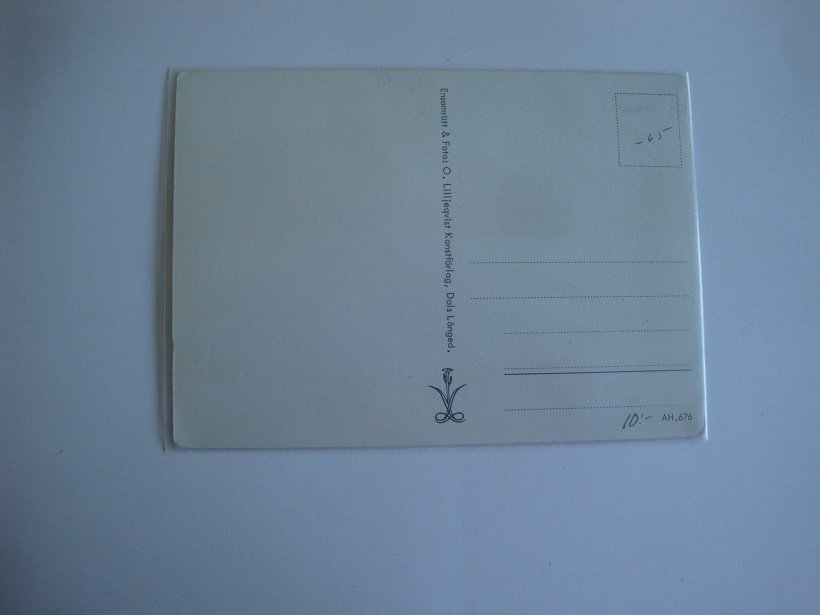 -65-
Ensamrätt & Foto: O. Lilljeqvist Konstförlag, Dals Långed.
10:-
AH.676